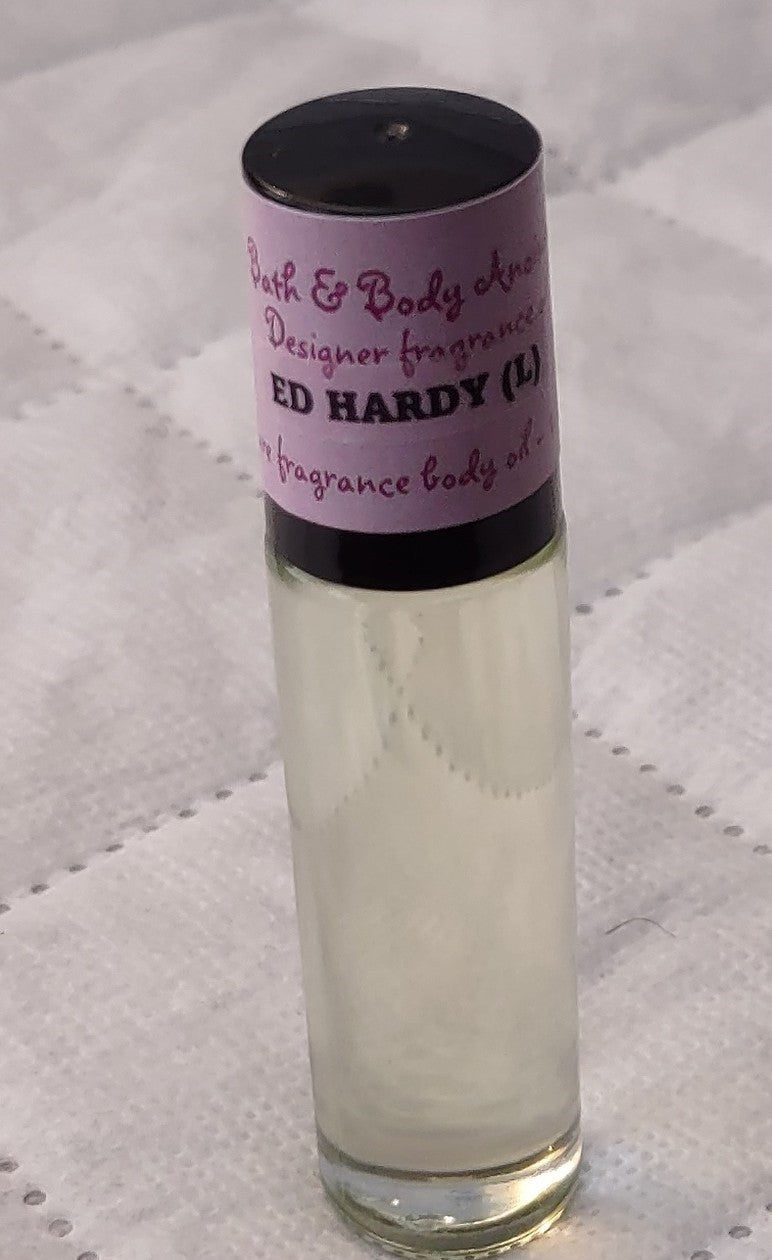 Bath & Body
Designer fragrance
ED HARDY (L)
fragrance body oil -